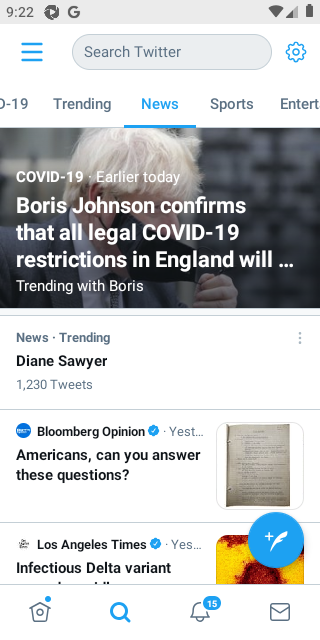 9:22
Search Twitter
D-19 Trending News Sports Entert
COVID-19 · Earlier today
Boris Johnson confirms
that all legal COVID-19
restrictions in England will ...
Trending with Boris
News · Trending
Diane Sawyer
1,230 Tweets
Bloomberg Opinion · Yest...
Americans, can you answer
these questions?
Los Angeles Times · Yes...
Infectious Delta variant
15